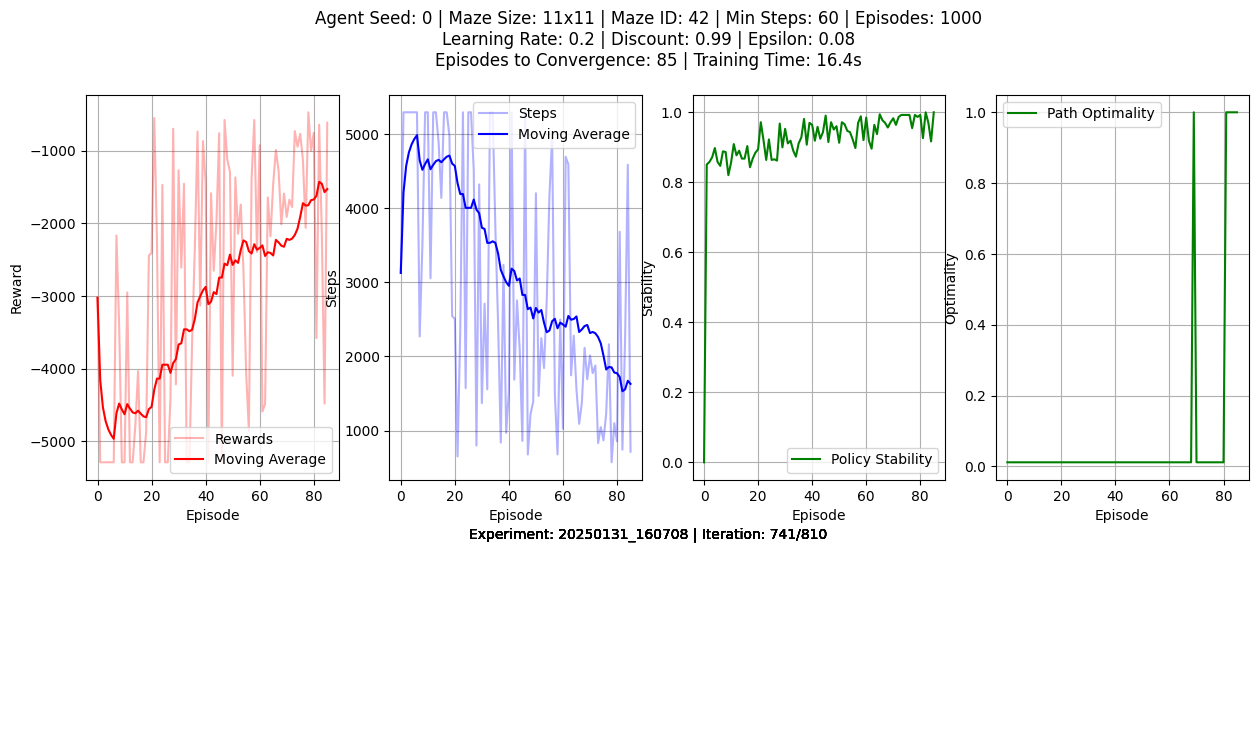 Agent Seed: 0 | Maze Size: 11x11 | Maze ID: 42 | Min Steps: 60 | Episodes: 1000
Learning Rate: 0.2 | Discount: 0.99 | Epsilon: 0.08
Episodes to Convergence: 85 | Training Time: 16.4s
Reward
−1000
−2000
−3000
−4000
−5000
Rewards
Moving Average
0 20 40 60 80
Episode
Steps
5000
4000
3000
2000
1000
Steps
Moving Average
0 20 40 60 80
Episode
Stability
1.0
0.8
0.6
0.4
0.2
0.0
Policy Stability
0 20 40 60 80
Episode
Optimality
1.0
0.8
0.6
0.4
0.2
0.0
Path Optimality
0 20 40 60 80
Episode
Experiment: 20250131_160708 | Iteration: 741/810